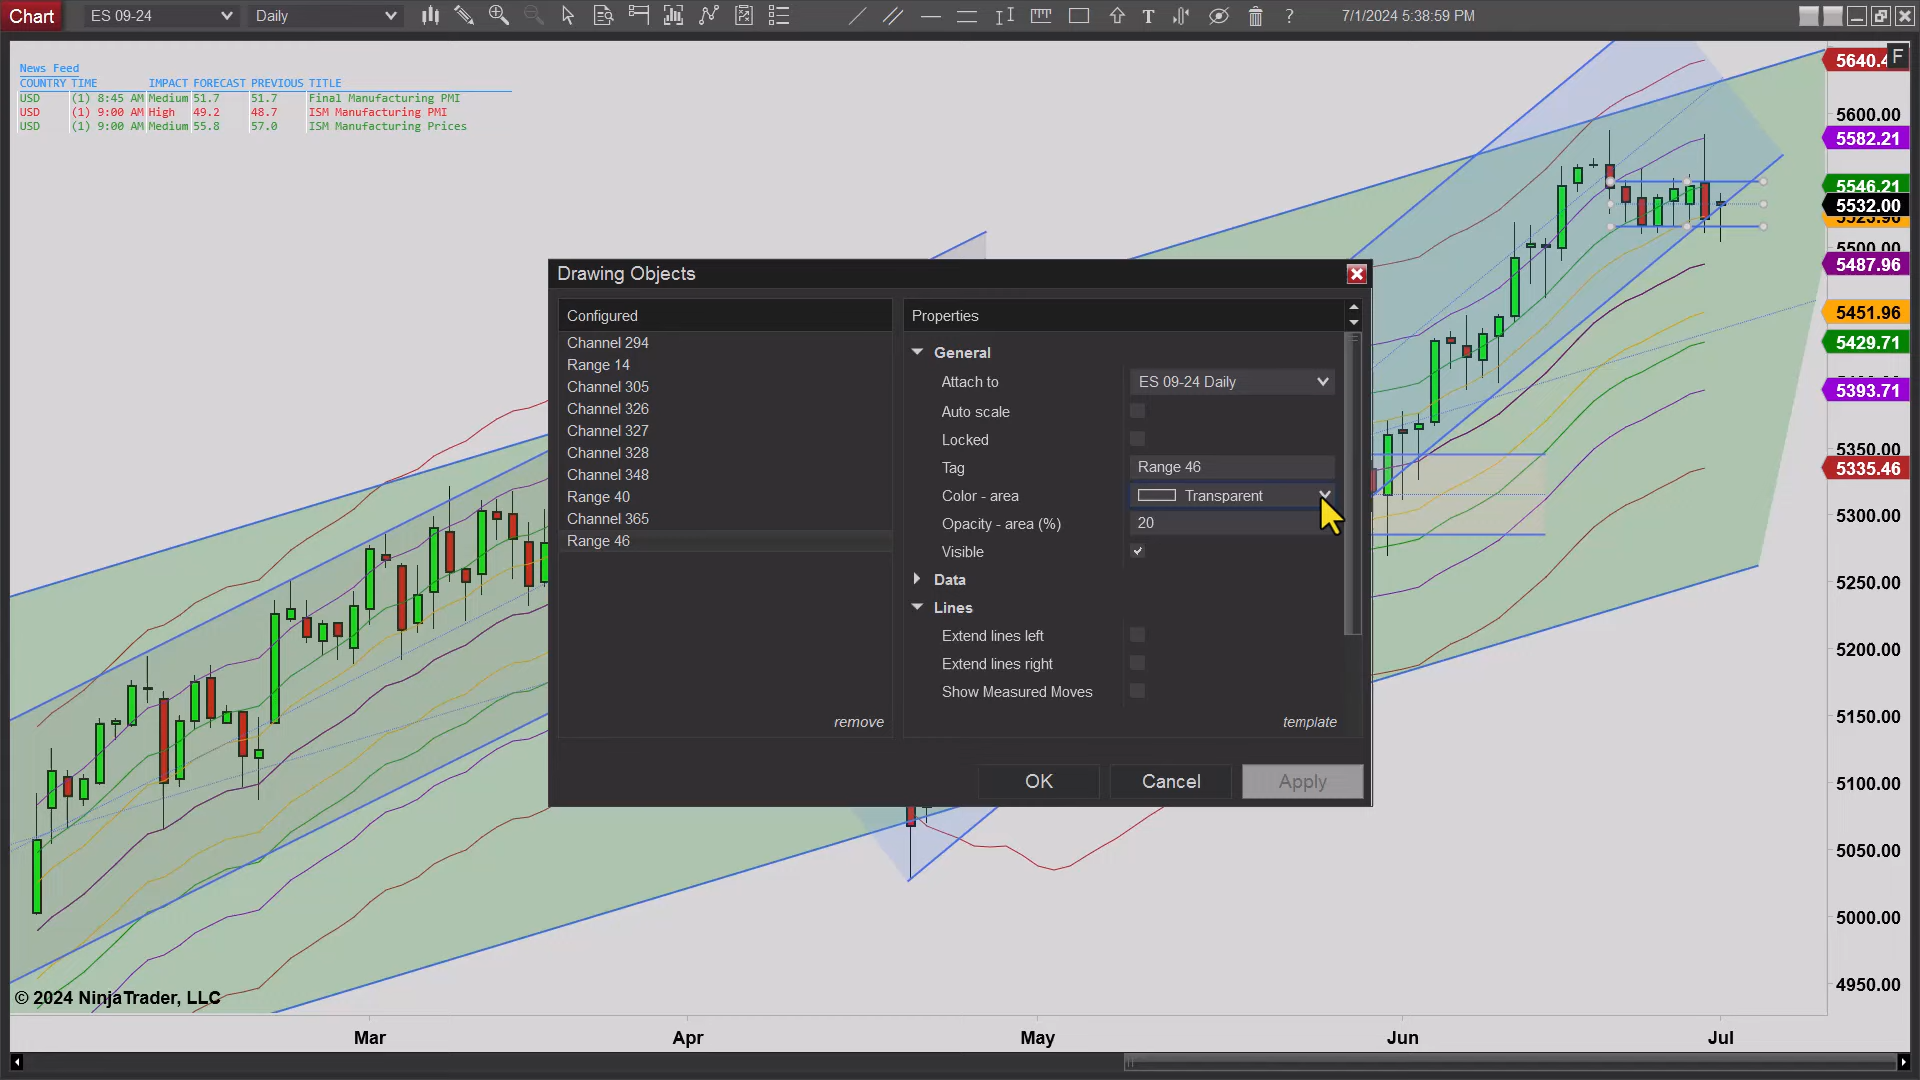 Chart
ES 09-24
Daily
T
?
7/1/2024 5:38:59 PM
F
News Feed
COUNTRY TIME IMPACT FORECAST PREVIOUS TITLE
USD (1) 8:45 AM Medium 51.7 51.7 Final Manufacturing PMI
USD (1) 9:00 AM High 49.2 48.7 ISM Manufacturing PMI
USD (1) 9:00 AM Medium 55.8 57.0 ISM Manufacturing Prices
5600.00
5582.21
5546.21
5532.00
5500.00
5487.96
5451.96
5429.71
5393.71
5350.00
5335.46
5300.00
5250.00
5200.00
5150.00
5100.00
5050.00
5000.00
4950.00
Drawing Objects
Configured
Channel 294
Range 14
Channel 305
Channel 326
Channel 327
Channel 328
Channel 348
Range 40
Channel 365
Range 46
remove
Properties
General
Attach to ES 09-24 Daily
Auto scale
Locked
Tag Range 46
Color - area Transparent
Opacity - area (%) 20
Visible
Data
Lines
Extend lines left
Extend lines right
Show Measured Moves
template
OK
Cancel
Apply
© 2024 NinjaTrader, LLC
Mar
Apr
May
Jun
Jul